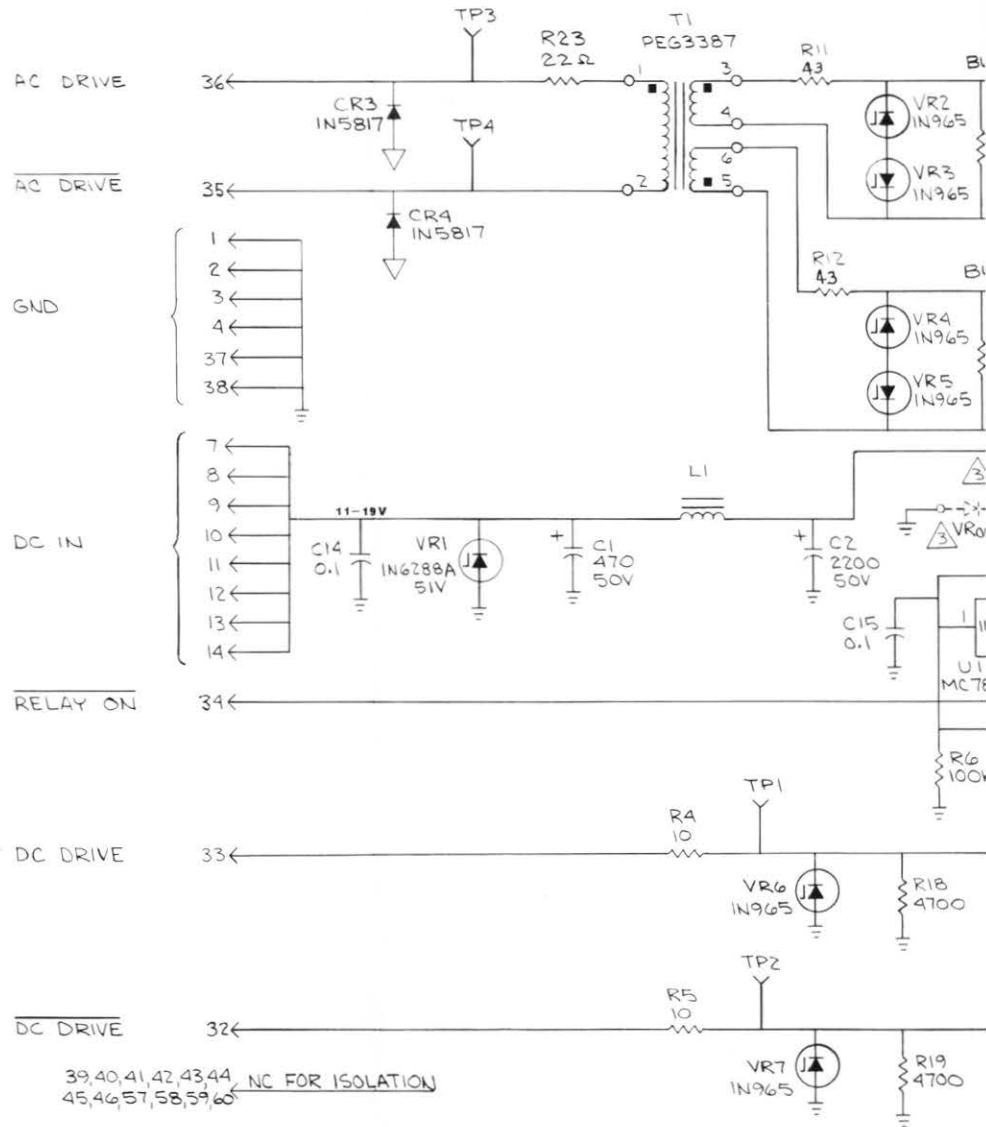 TP3
T1
PEG3387
R23
22Ω
R11
43
AC DRIVE
36
1
3
CR3
1N5817
TP4
4
VR2
1N965
6
VR3
1N965
AC DRIVE
35
2
5
CR4
1N5817
GND
1
2
3
4
37
38
R12
43
VR4
1N965
VR5
1N965
DC IN
7
8
9
10
11
12
13
14
11-19V
C14
0.1
VR1
1N6288A
51V
+
C1
470
50V
L1
+
C2
2200
50V
3
3
C15
0.1
1
U1
RELAY ON
34
R6
DC DRIVE
33
R4
10
TP1
VR6
1N965
R18
4700
DC DRIVE
32
R5
10
TP2
VR7
1N965
R19
4700
39,40,41,42,43,44
45,46,57,58,59,60
NC FOR ISOLATION